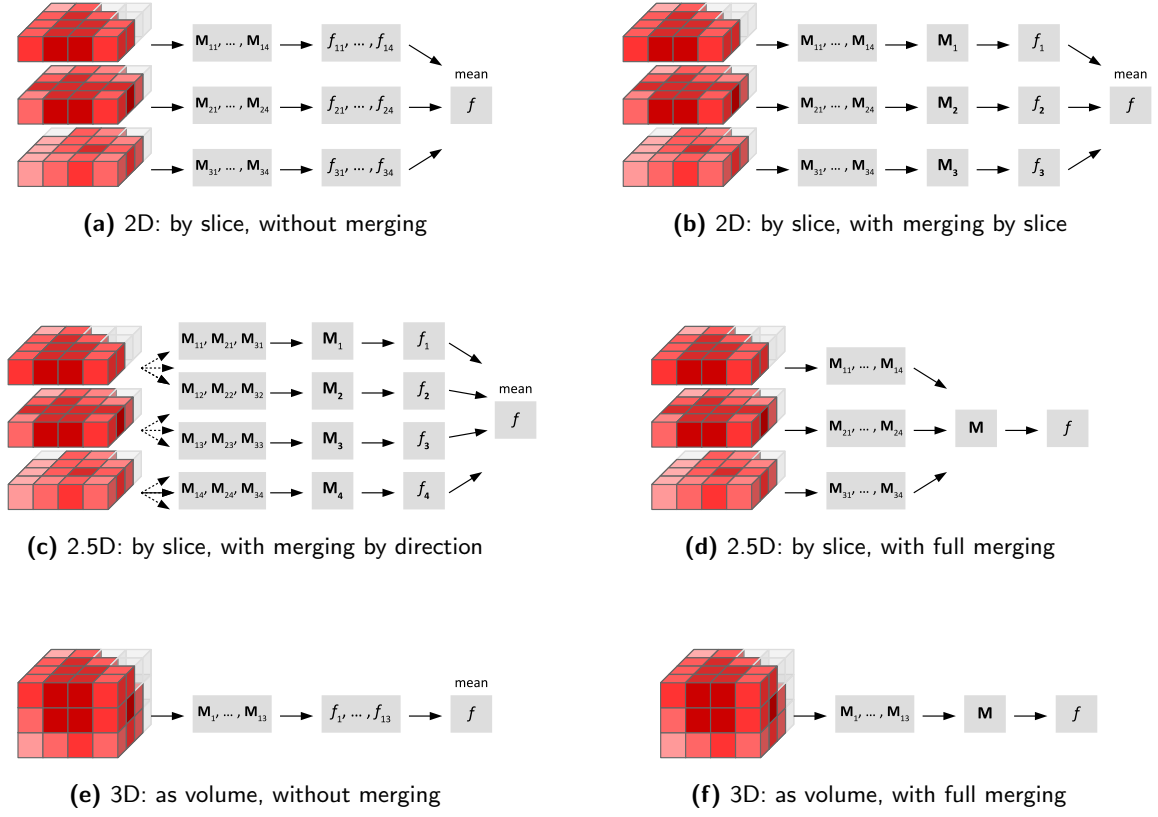 M₁₁, ... , M₁₄ f₁₁, ... , f₁₄
mean
M₂₁, ... , M₂₄ f₂₁, ... , f₂₄ f
M₃₁, ... , M₃₄ f₃₁, ... , f₃₄
(a) 2D: by slice, without merging
M₁₁, ... , M₁₄ M₁ f₁
mean
M₂₁, ... , M₂₄ M₂ f₂ f
M₃₁, ... , M₃₄ M₃ f₃
(b) 2D: by slice, with merging by slice
M₁₁, M₂₁, M₃₁ M₁ f₁
M₁₂, M₂₂, M₃₂ M₂ f₂
mean
f
M₁₃, M₂₃, M₃₃ M₃ f₃
M₁₄, M₂₄, M₃₄ M₄ f₄
(c) 2.5D: by slice, with merging by direction
M₁₁, ... , M₁₄
M₂₁, ... , M₂₄ M f
M₃₁, ... , M₃₄
(d) 2.5D: by slice, with full merging
mean
M₁, ... , M₁₃ f₁, ... , f₁₃ f
(e) 3D: as volume, without merging
M₁, ... , M₁₃ M f
(f) 3D: as volume, with full merging